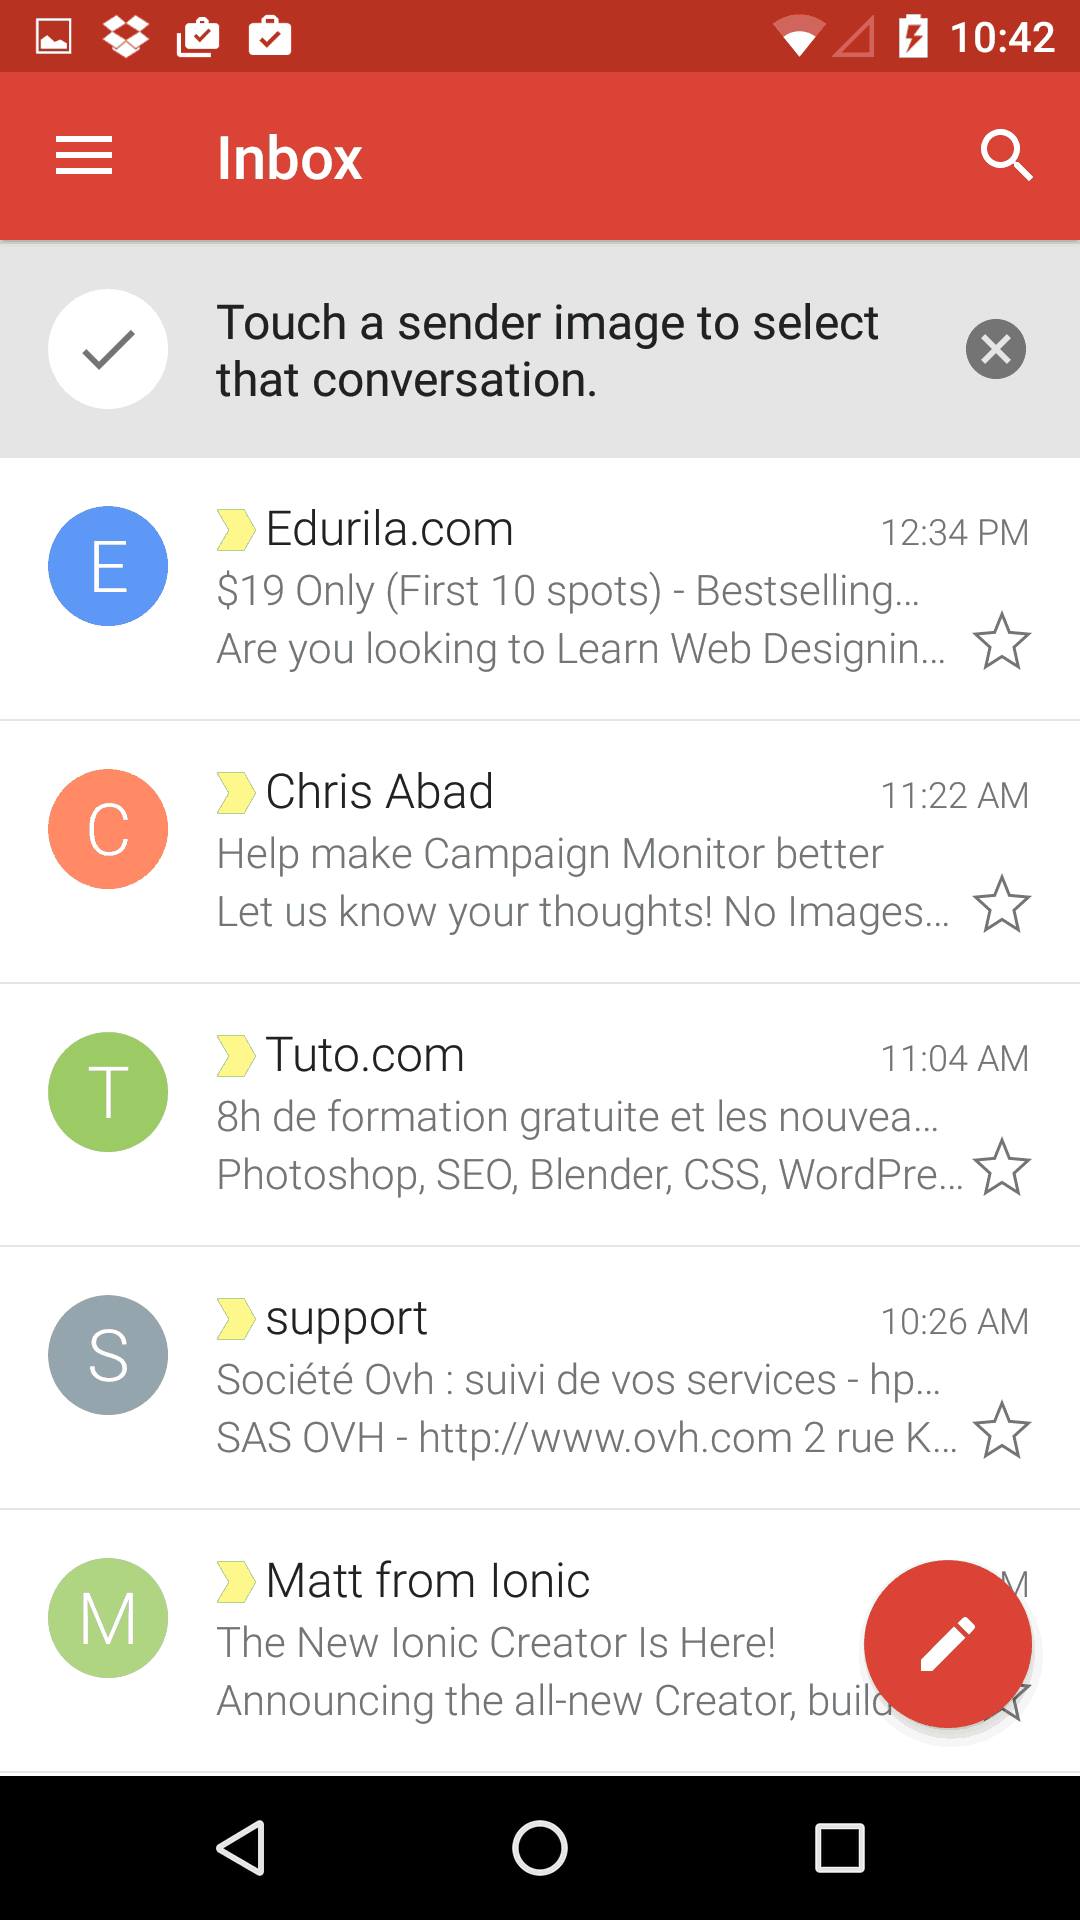 10:42
Inbox
Touch a sender image to select
that conversation.
E
Edurila.com
12:34 PM
$19 Only (First 10 spots) - Bestselling...
Are you looking to Learn Web Designin...
C
Chris Abad
11:22 AM
Help make Campaign Monitor better
Let us know your thoughts! No Images...
T
Tuto.com
11:04 AM
8h de formation gratuite et les nouvea...
Photoshop, SEO, Blender, CSS, WordPre...
S
support
10:26 AM
Société Ovh : suivi de vos services - hp...
SAS OVH - http://www.ovh.com 2 rue K...
M
Matt from Ionic
The New Ionic Creator Is Here!
Announcing the all-new Creator, build